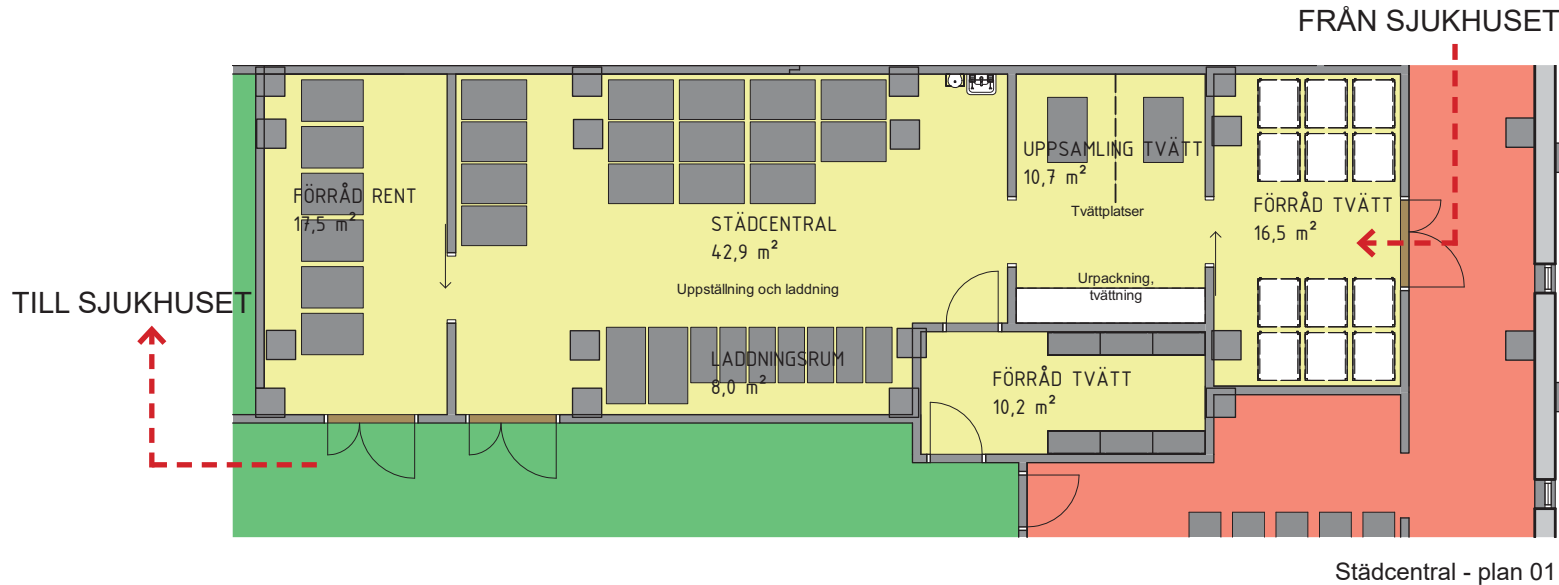 FRÅN SJUKHUSET
TILL SJUKHUSET
FÖRRÅD RENT
17,5 m²
STÄDCENTRAL
42,9 m²
Uppställning och laddning
LADDNINGSRUM
8,0 m²
UPPSAMLING TVÄTT
10,7 m²
Tvättplatser
Urpackning,
tvättning
FÖRRÅD TVÄTT
16,5 m²
FÖRRÅD TVÄTT
10,2 m²
Städcentral - plan 01